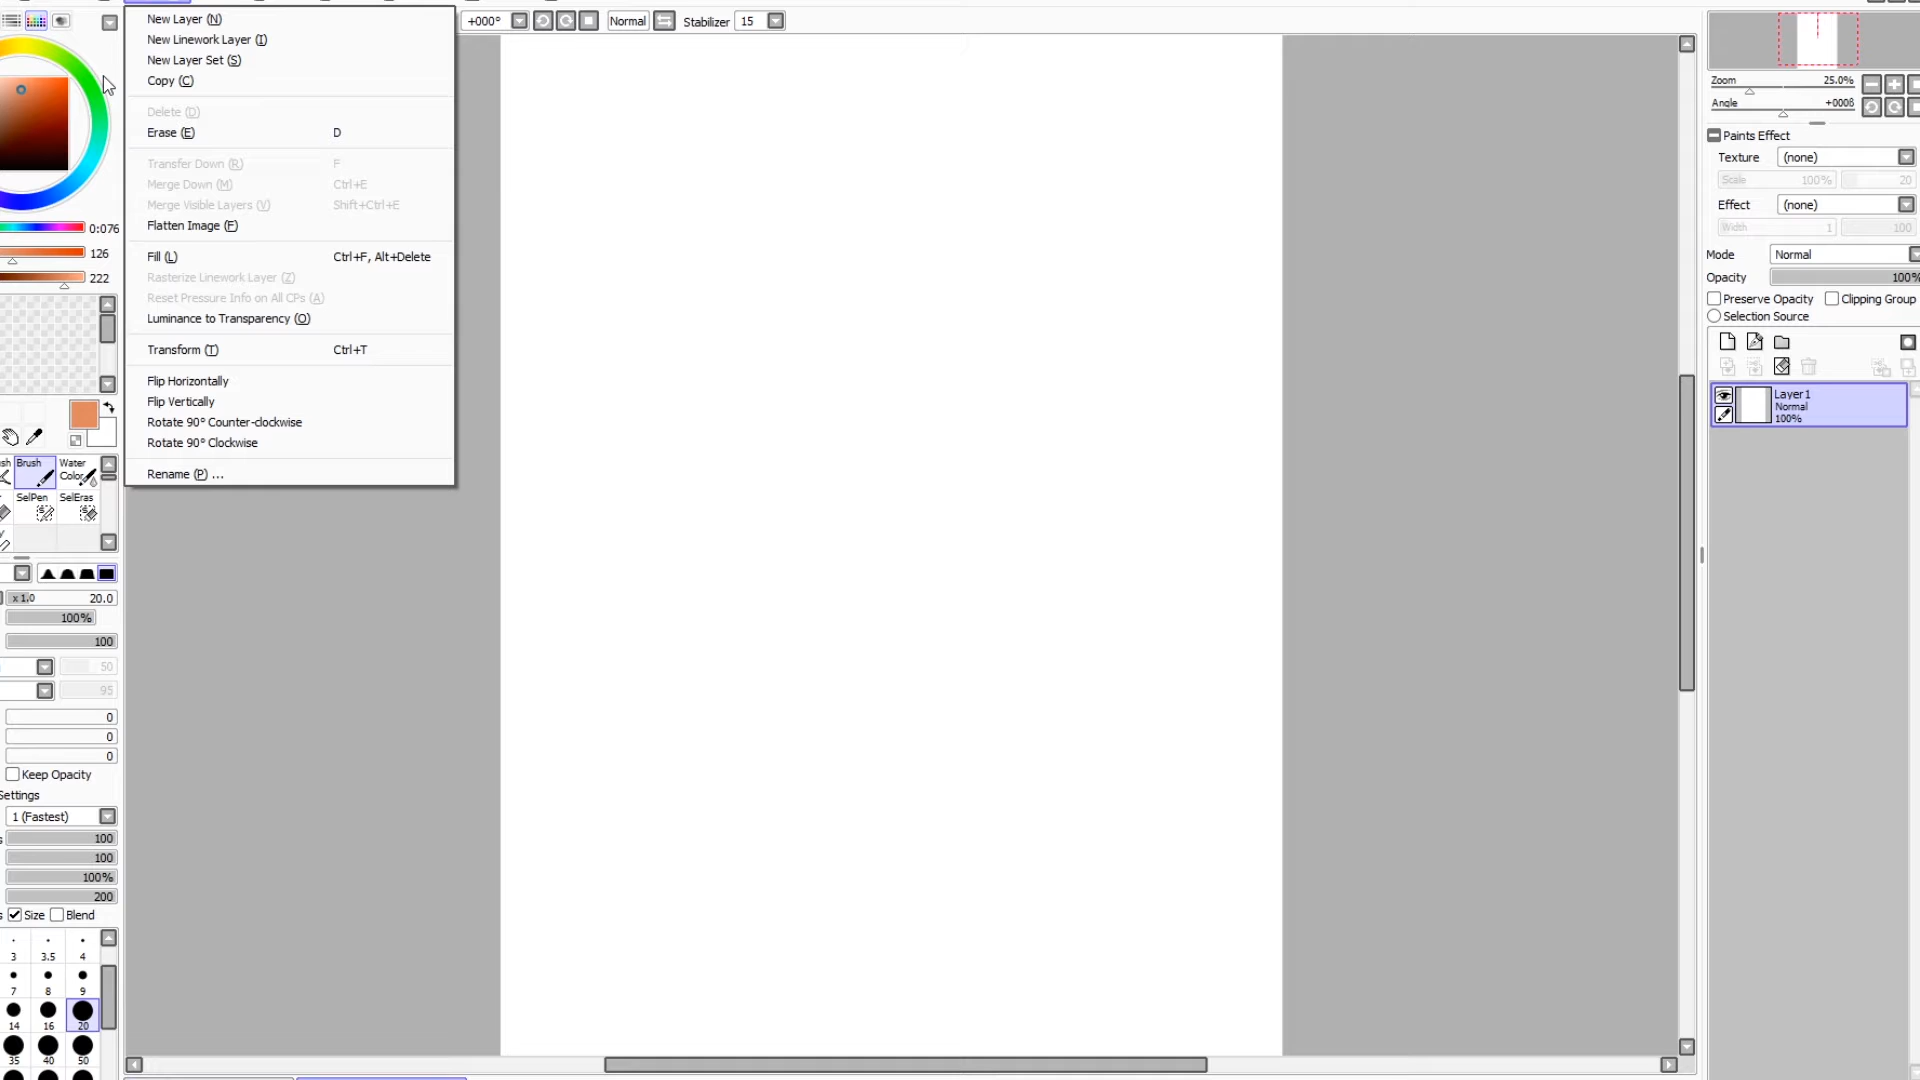 +000°
Normal
Stabilizer
15
New Layer (N)
New Linework Layer (I)
New Layer Set (S)
Copy (C)
Delete (D)
Erase (E) D
Transfer Down (R) F
Merge Down (M) Ctrl+E
Merge Visible Layers (V) Shift+Ctrl+E
Flatten Image (F)
Fill (L) Ctrl+F, Alt+Delete
Rasterize Linework Layer (Z)
Reset Pressure Info on All CPs (A)
Luminance to Transparency (O)
Transform (T) Ctrl+T
Flip Horizontally
Flip Vertically
Rotate 90° Counter-clockwise
Rotate 90° Clockwise
Rename (P) ...
0:076
126
222
Brush
Water
Color
SelPen
SelEras
x 1.0 20.0
100%
100
50
95
0
0
0
Keep Opacity
Settings
1 (Fastest)
100
100
100%
200
Size Blend
3 3.5 4
7 8 9
14 16 20
35 40 50
Zoom 25.0%
Angle
Paints Effect
Texture (none)
Scale 100% 20
Effect (none)
Width 1 100
Mode Normal
Opacity 100%
Preserve Opacity Clipping Group
Selection Source
Layer1
Normal
100%